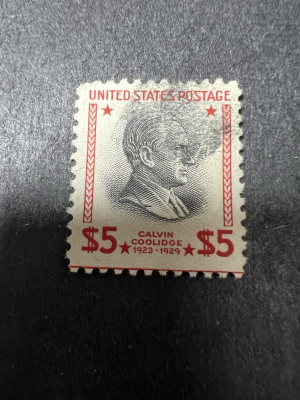 UNITED STATES POSTAGE
CALVIN
$5 COOLIDGE $5
1923-1929